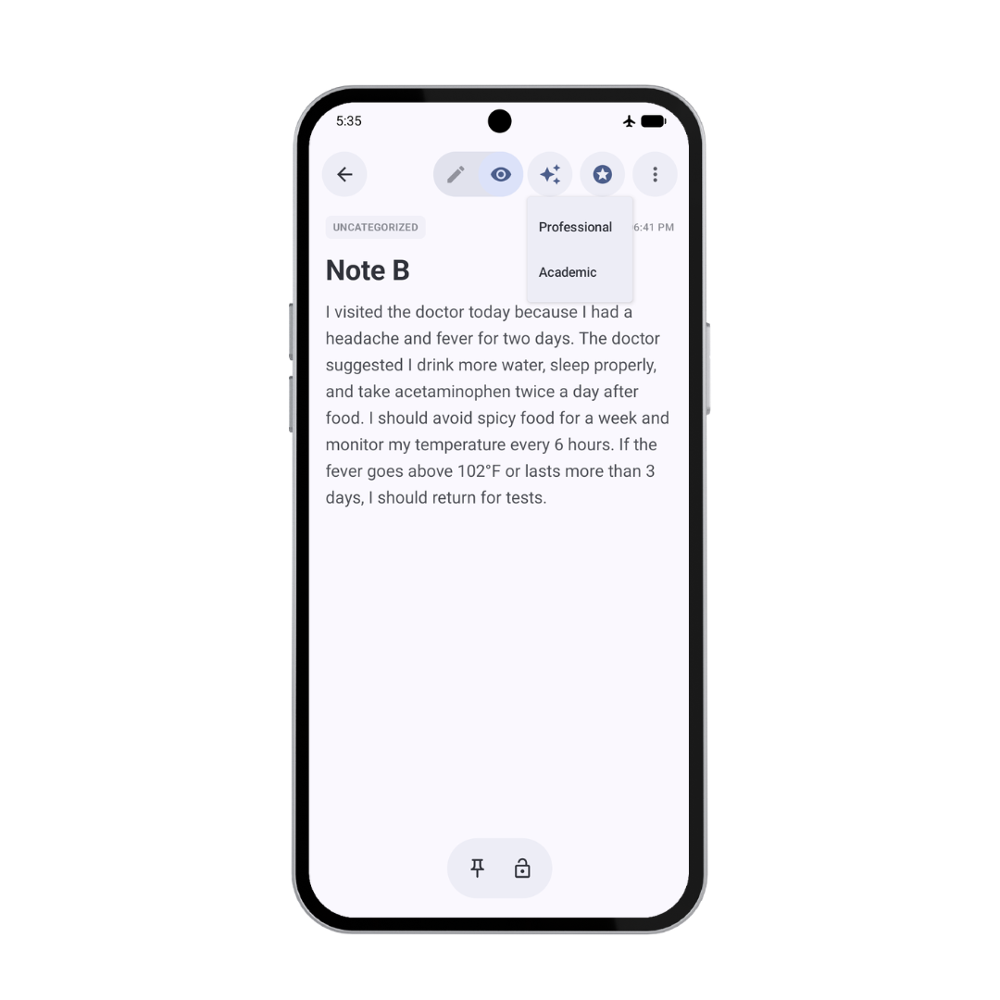 5:35
Professional
UNCATEGORIZED
6:41 PM
Academic
Note B
I visited the doctor today because I had a
headache and fever for two days. The doctor
suggested I drink more water, sleep properly,
and take acetaminophen twice a day after
food. I should avoid spicy food for a week and
monitor my temperature every 6 hours. If the
fever goes above 102°F or lasts more than 3
days, I should return for tests.